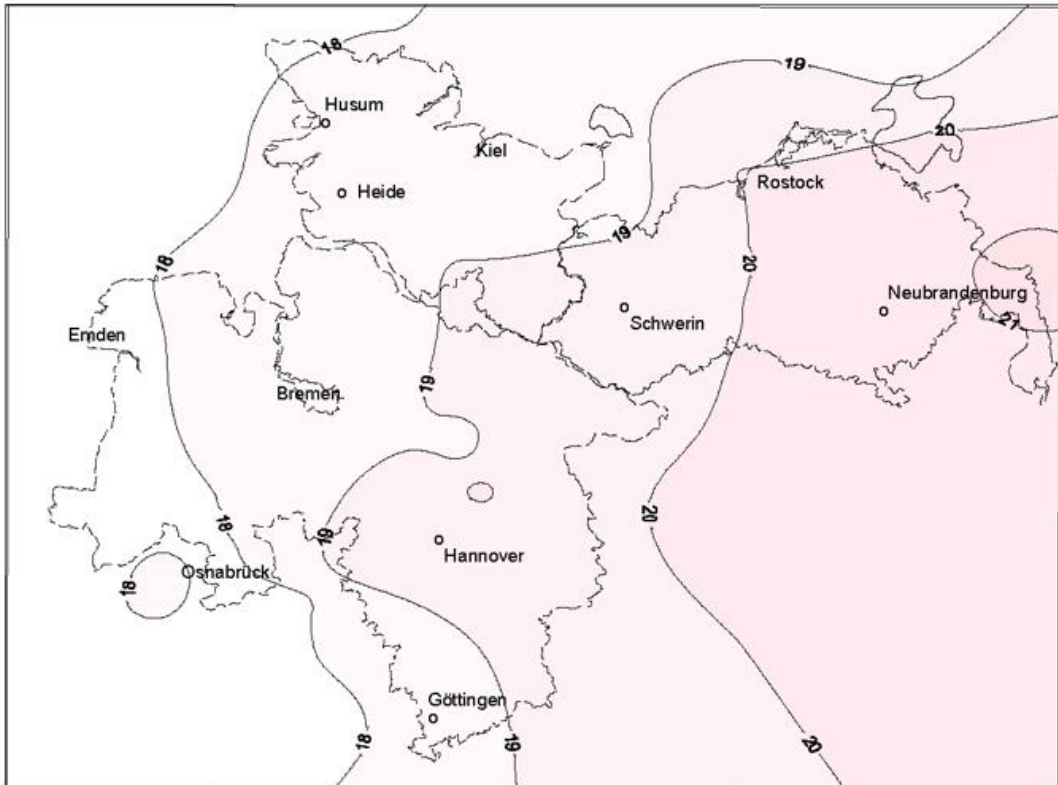 18
19
Husum
20
Kiel
Heide
Rostock
19
18
20
Neubrandenburg
Schwerin
21
Emden
19
Bremen
18
20
19
Hannover
Osnabrück
18
Göttingen
18
19
20